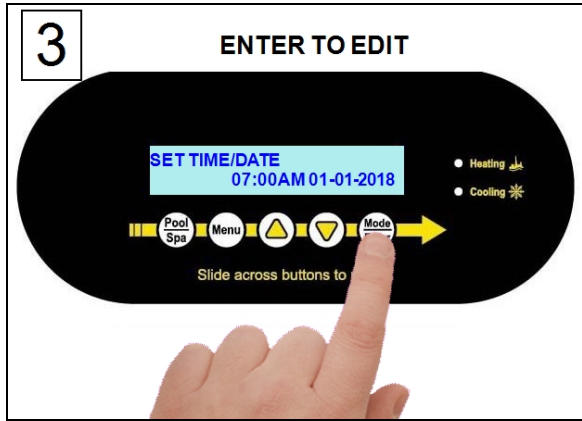 3
ENTER TO EDIT
SET TIME/DATE
07:00AM 01-01-2018
Heating
Cooling
Pool
Spa
Menu
Mode
Slide across buttons to